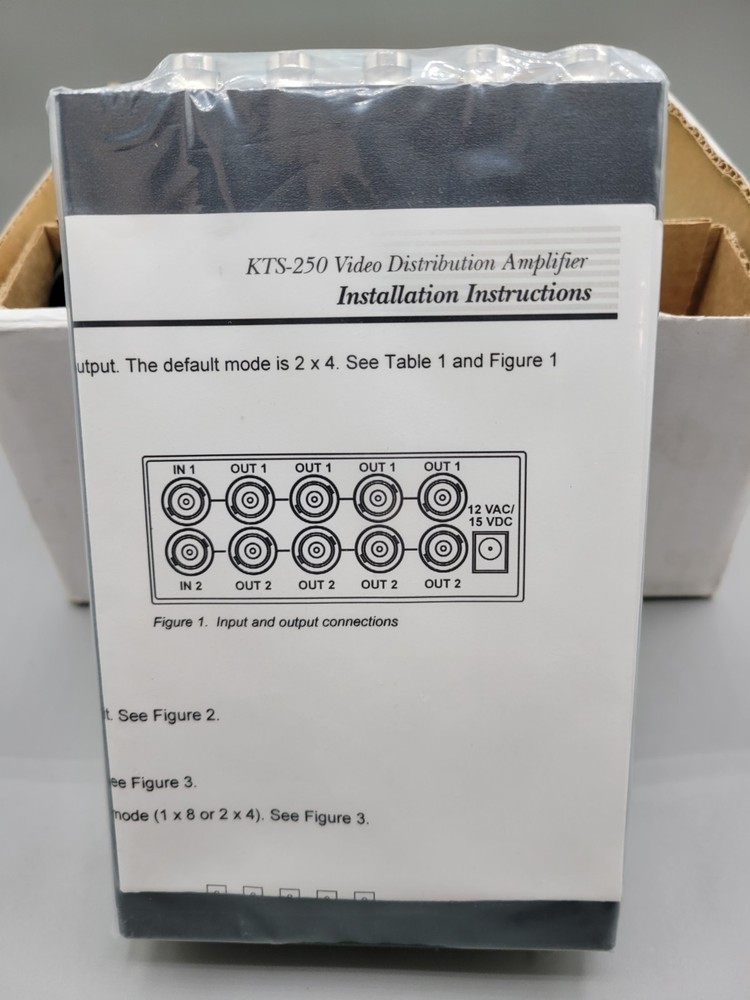 KTS-250 Video Distribution Amplifier
Installation Instructions
utput. The default mode is 2 x 4. See Table 1 and Figure 1
IN 1 OUT 1 OUT 1 OUT 1 OUT 1
12 VAC/
15 VDC
IN 2 OUT 2 OUT 2 OUT 2 OUT 2
Figure 1. Input and output connections
t. See Figure 2.
ee Figure 3.
mode (1 x 8 or 2 x 4). See Figure 3.